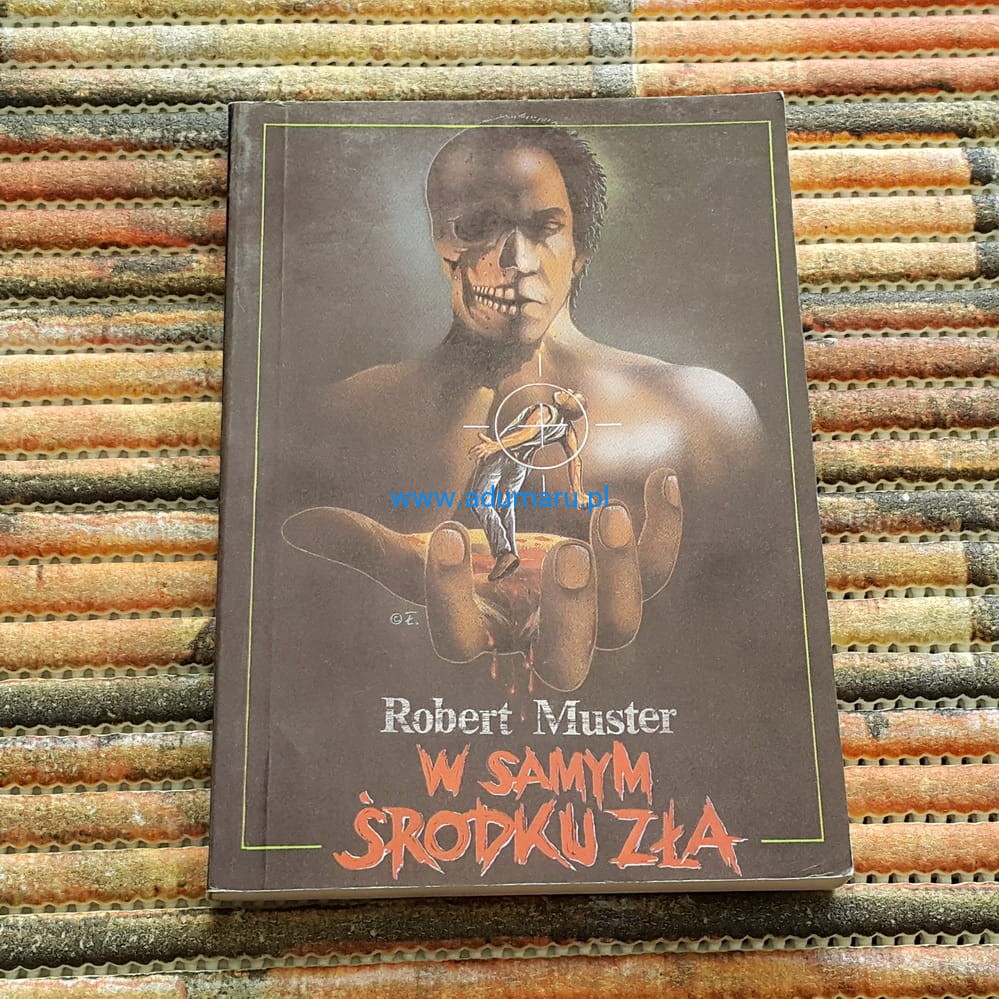 www.adumaru.pl
©Ł.
Robert Muster
W SAMYM
ŚRODKU ZŁA